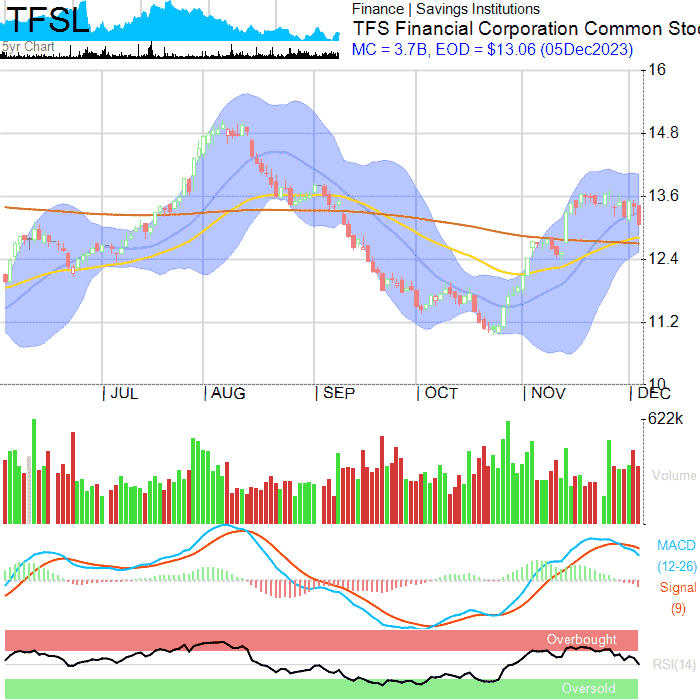 TFSL
5yr Chart
Finance | Savings Institutions
TFS Financial Corporation Common Stoc
MC = 3.7B, EOD = $13.06 (05Dec2023)
16
14.8
13.6
12.4
11.2
10
| JUL | AUG | SEP | OCT | NOV | DEC
622k
Volume
MACD
(12-26)
Signal
(9)
Overbought
RSI(14)
Oversold